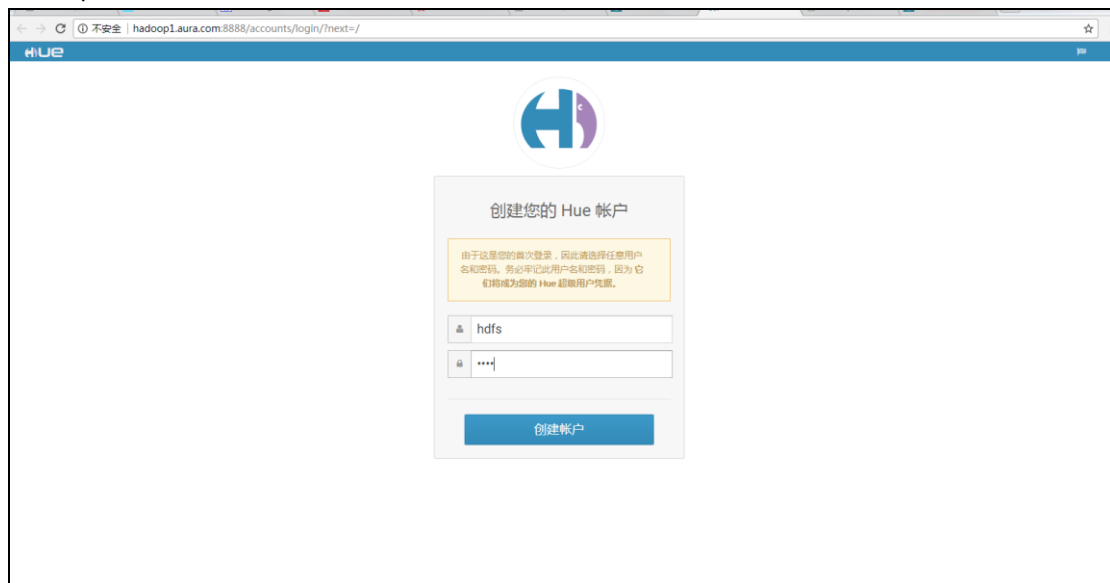 不安全 | hadoop1.aura.com:8888/accounts/login/?next=/
HUE
创建您的 Hue 帐户
由于这是您的首次登录，因此请选择任意用户
名和密码。务必牢记此用户名和密码，因为 它
们将成为您的 Hue 超级用户凭据。
hdfs
••••
创建帐户